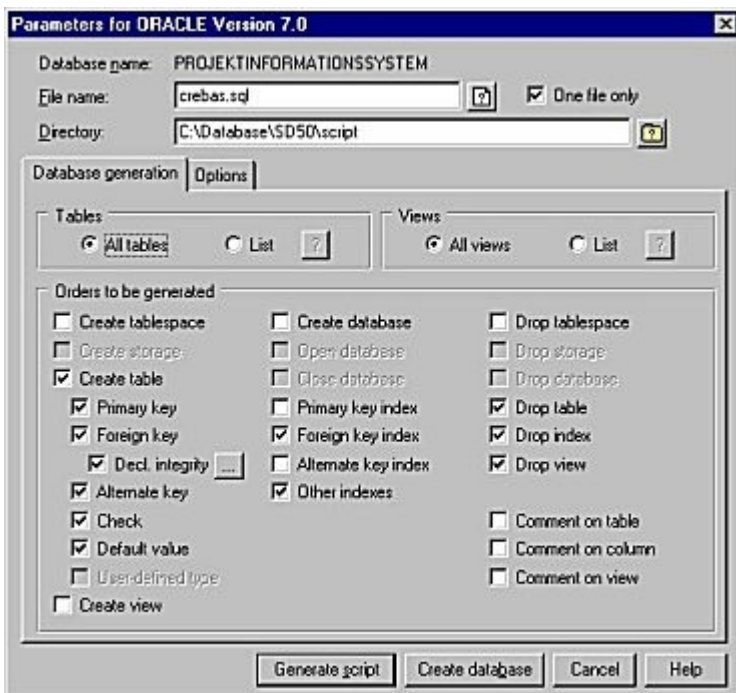 Parameters for ORACLE Version 7.0
Database name: PROJEKTINFORMATIONSSYSTEM
File name: crebas.sql ? One file only
Directory: C:\Database\SD50\script ?
Database generation Options
Tables Views
All tables List ? All views List ?
Orders to be generated
Create tablespace Create database Drop tablespace
Create storage Open database Drop storage
Create table Close database Drop database
Primary key Primary key index Drop table
Foreign key Foreign key index Drop index
Decl. integrity ... Alternate key index Drop view
Alternate key Other indexes
Check Comment on table
Default value Comment on column
User-defined type Comment on view
Create view
Generate script Create database Cancel Help